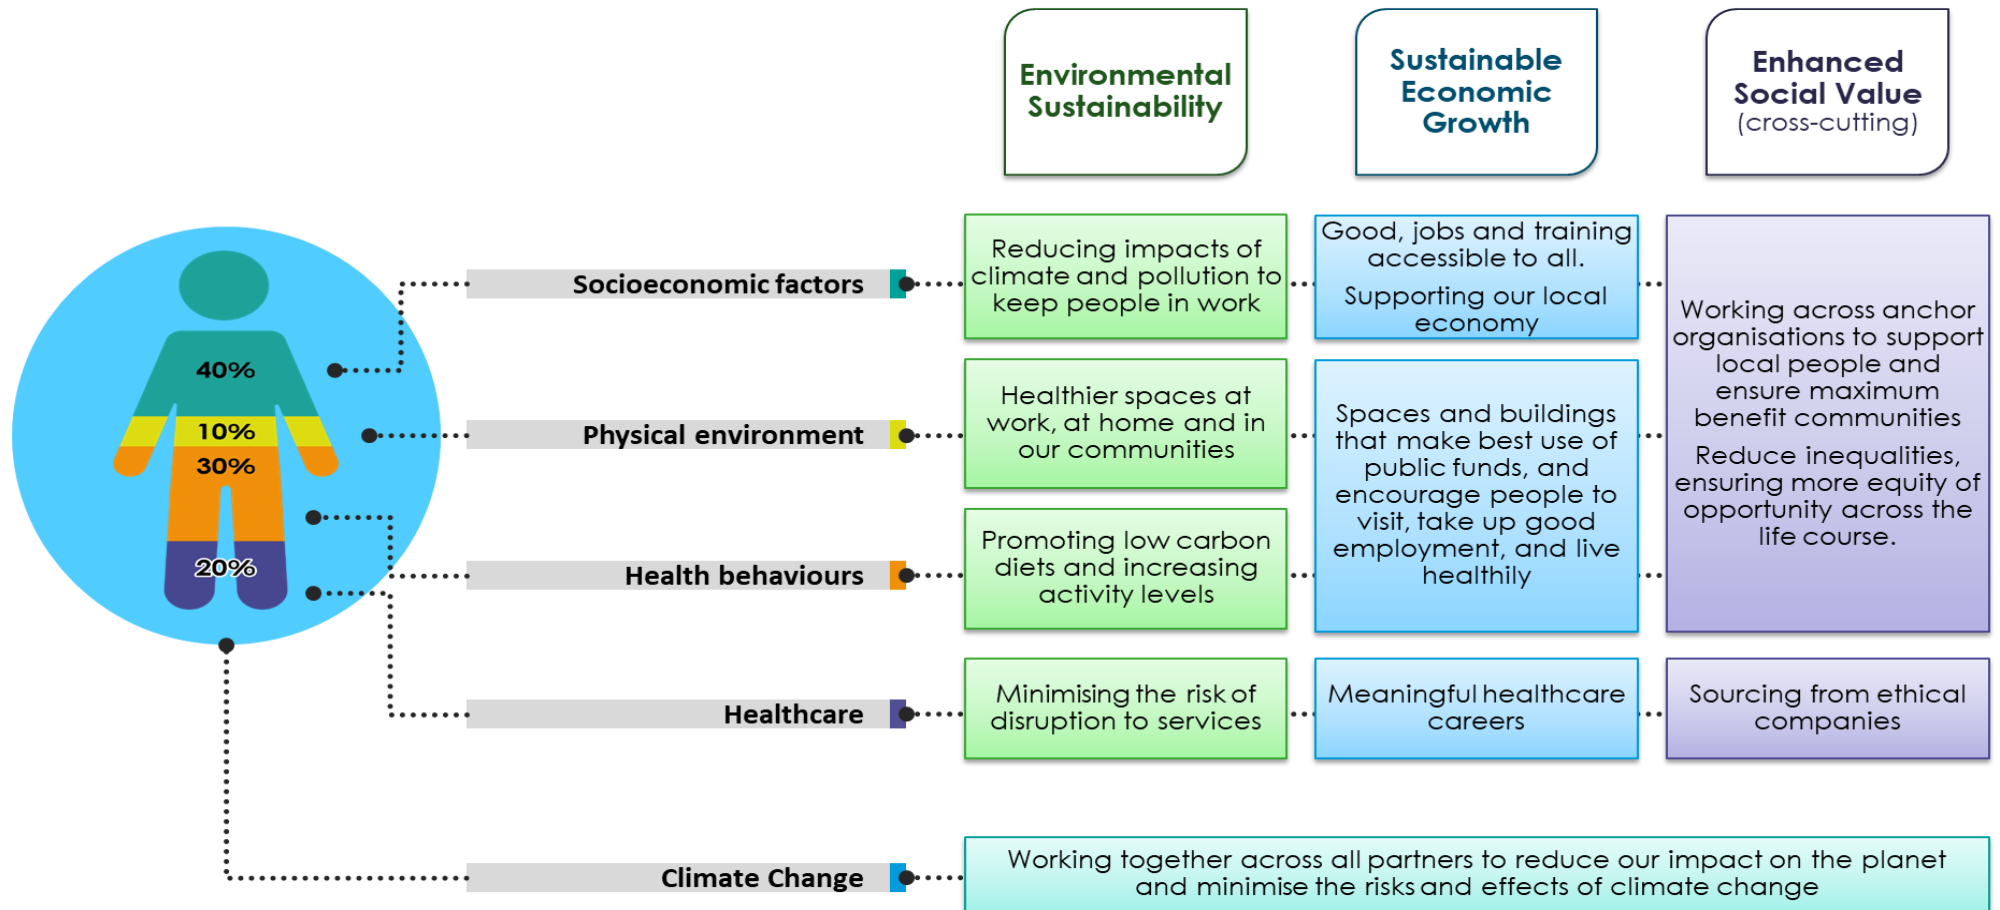 Environmental
Sustainability
Sustainable
Economic
Growth
Enhanced
Social Value
(cross-cutting)
40%
10%
30%
20%
Socioeconomic factors
Reducing impacts of
climate and pollution to
keep people in work
Good, jobs and training
accessible to all.
Supporting our local
economy
Working across anchor
organisations to support
local people and
ensure maximum
benefit communities
Reduce inequalities,
ensuring more equity of
opportunity across the
life course.
Physical environment
Healthier spaces at
work, at home and in
our communities
Spaces and buildings
that make best use of
public funds, and
encourage people to
visit, take up good
employment, and live
healthily
Health behaviours
Promoting low carbon
diets and increasing
activity levels
Healthcare
Minimising the risk of
disruption to services
Meaningful healthcare
careers
Sourcing from ethical
companies
Climate Change
Working together across all partners to reduce our impact on the planet
and minimise the risks and effects of climate change